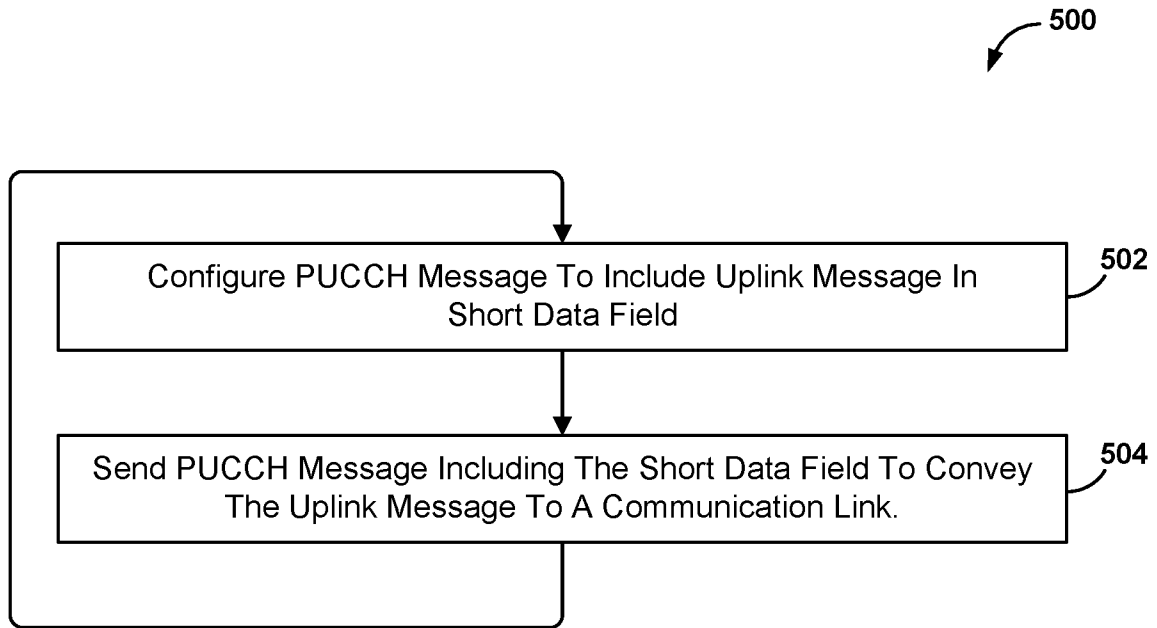 500
Configure PUCCH Message To Include Uplink Message In
Short Data Field
502
Send PUCCH Message Including The Short Data Field To Convey
The Uplink Message To A Communication Link.
504